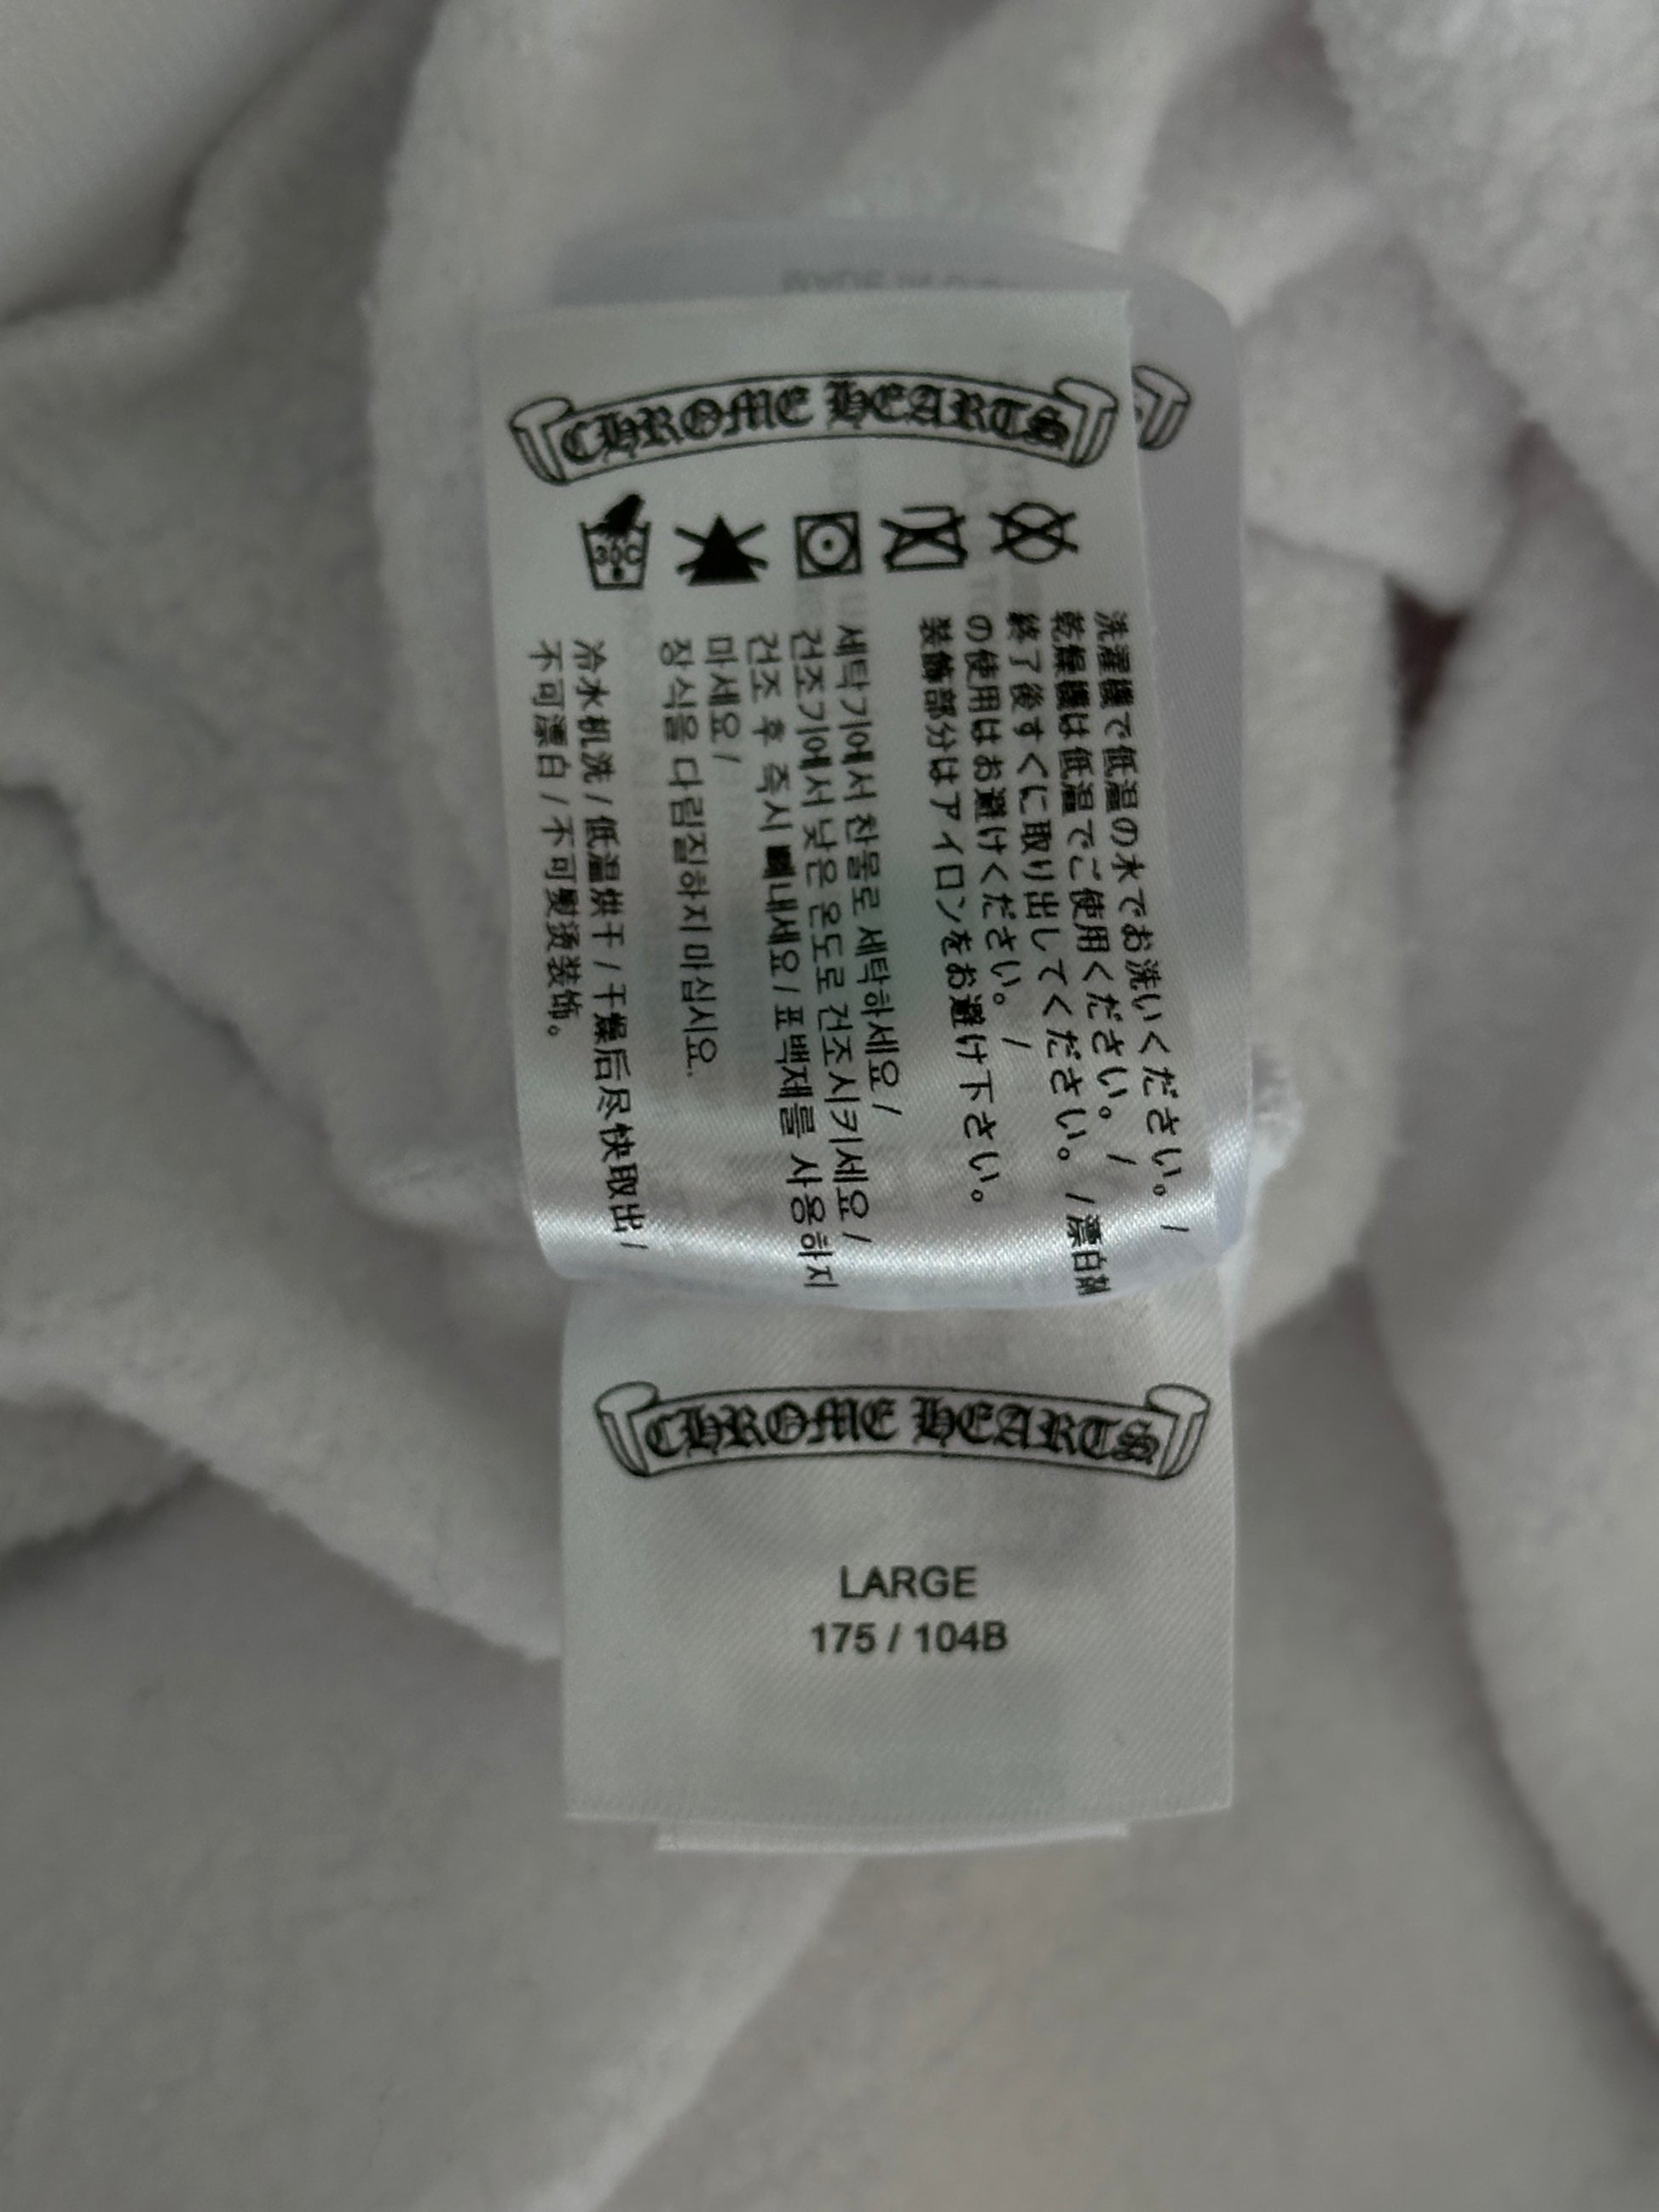 CHROME HEARTS
30C
洗濯機で低温の水でお洗いください。 /
乾燥機は低温でご使用ください。 /
終了後すぐに取り出してください。 /漂白剤
の使用はお避けください。 /
装飾部分はアイロンをお避け下さい。
세탁기에서 찬물로 세탁하세요 /
건조기에서 낮은 온도로 건조시키세요 /
건조 후 즉시 빼내세요 / 표백제를 사용하지
마세요 /
장식을 다림질하지 마십시요.
冷水机洗 / 低温烘干 / 干燥后尽快取出 /
不可漂白 / 不可熨烫装饰。
CHROME HEARTS
LARGE
175 / 104B